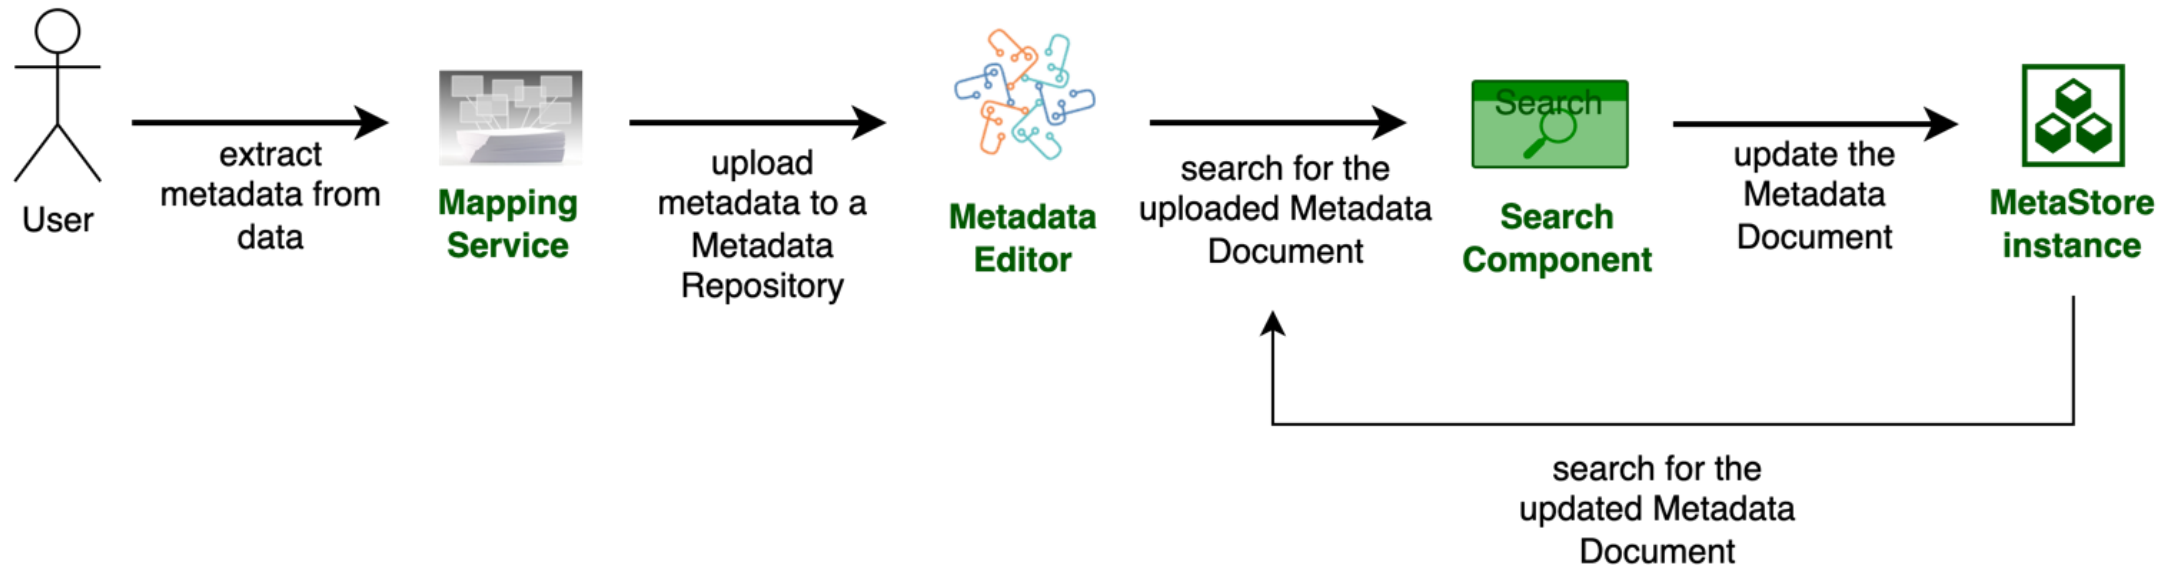 User
extract
metadata from
data
Mapping
Service
upload
metadata to a
Metadata
Repository
Metadata
Editor
search for the
uploaded Metadata
Document
Search
Search
Component
update the
Metadata
Document
MetaStore
instance
search for the
updated Metadata
Document